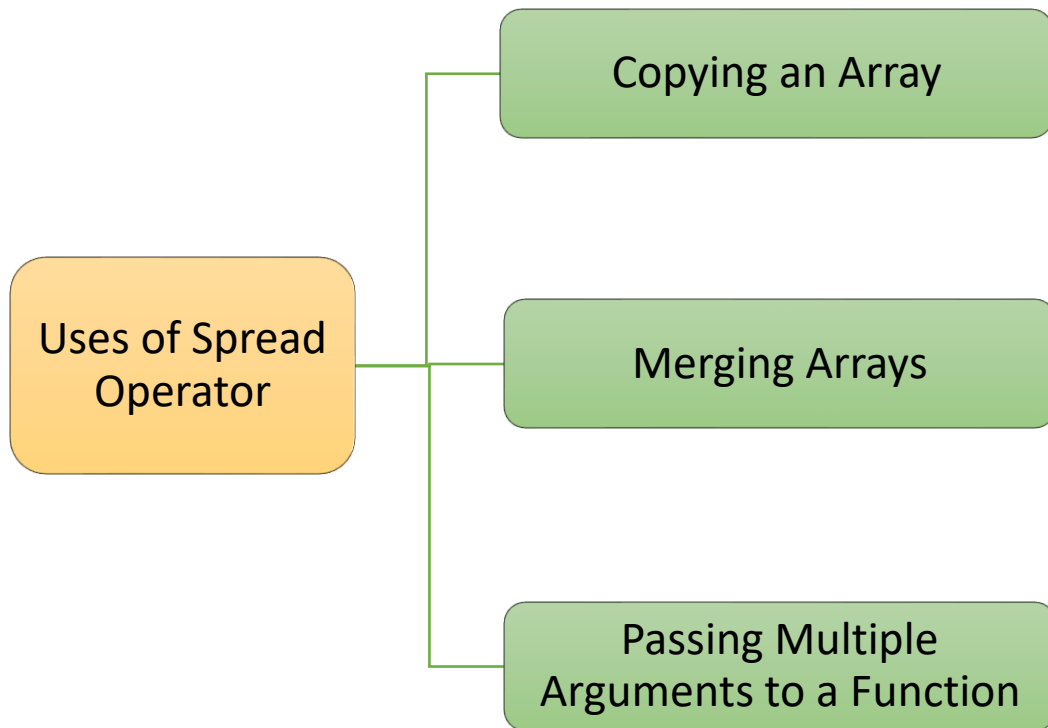 Copying an Array
Uses of Spread
Operator
Merging Arrays
Passing Multiple
Arguments to a Function